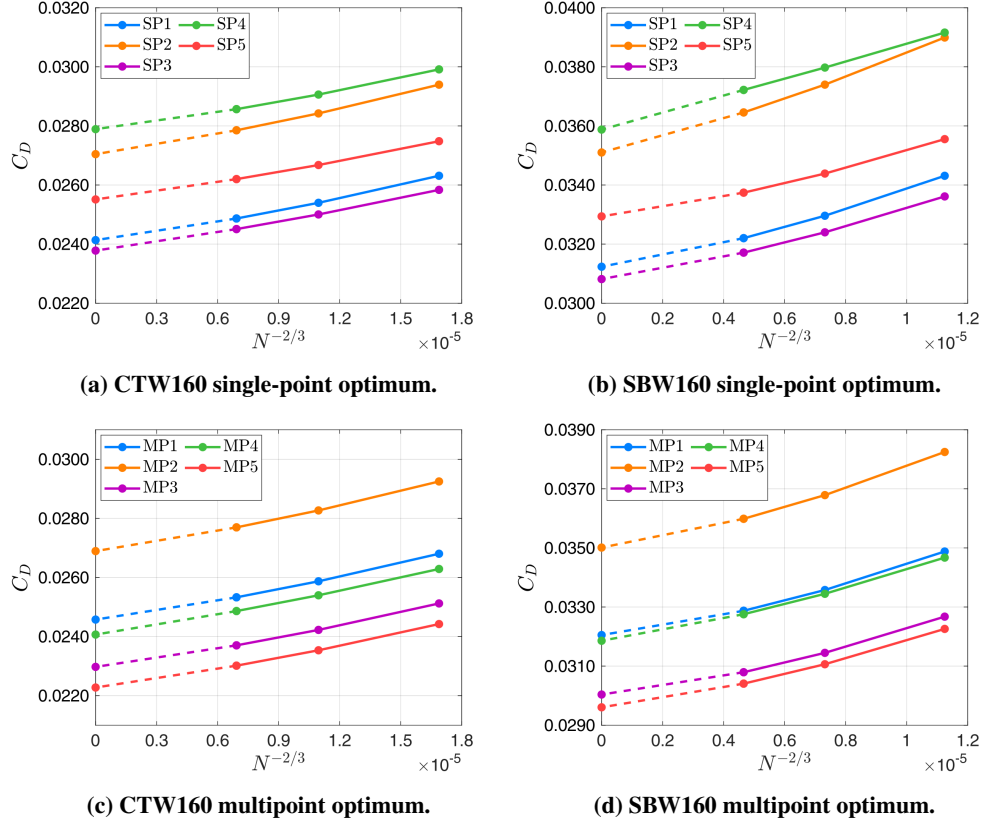 0.0320
0.0300
0.0280
0.0260
0.0240
0.0220
C_D
SP1 SP4
SP2 SP5
SP3
0 0.3 0.6 0.9 1.2 1.5 1.8
N^{-2/3} ×10^{-5}
(a) CTW160 single-point optimum.
0.0400
0.0380
0.0360
0.0340
0.0320
0.0300
C_D
SP1 SP4
SP2 SP5
SP3
0 0.2 0.4 0.6 0.8 1 1.2
N^{-2/3} ×10^{-5}
(b) SBW160 single-point optimum.
0.0300
0.0280
0.0260
0.0240
0.0220
C_D
MP1 MP4
MP2 MP5
MP3
0 0.3 0.6 0.9 1.2 1.5 1.8
N^{-2/3} ×10^{-5}
(c) CTW160 multipoint optimum.
0.0390
0.0370
0.0350
0.0330
0.0310
0.0290
C_D
MP1 MP4
MP2 MP5
MP3
0 0.2 0.4 0.6 0.8 1 1.2
N^{-2/3} ×10^{-5}
(d) SBW160 multipoint optimum.